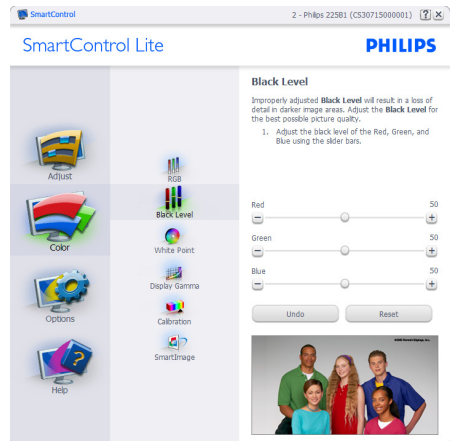 SmartControl
2 - Philips 225B1 (CS30715000001) ? ×
SmartControl Lite
PHILIPS
Adjust
Color
Options
Help
RGB
Black Level
White Point
Display Gamma
Calibration
SmartImage
Black Level
Improperly adjusted Black Level will result in a loss of
detail in darker image areas. Adjust the Black Level for
the best possible picture quality.
1. Adjust the black level of the Red, Green, and
Blue using the slider bars.
Red 50
Green 50
Blue 50
Undo Reset